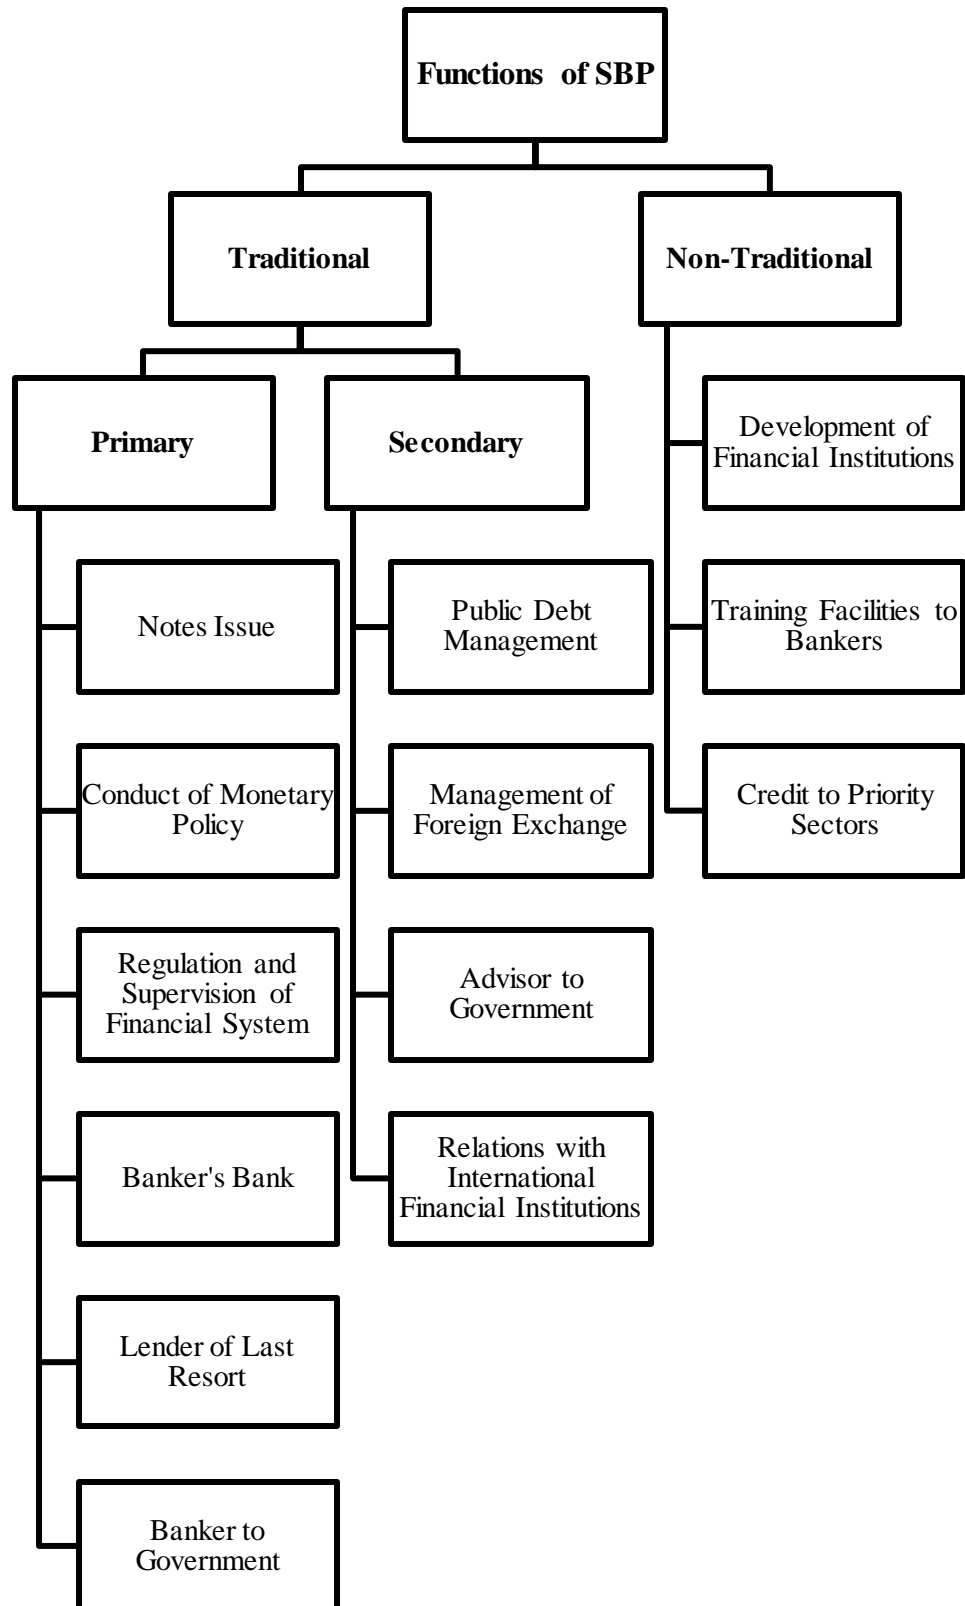 Functions of SBP
Traditional
Non-Traditional
Primary
Secondary
Development of
Financial Institutions
Notes Issue
Public Debt
Management
Training Facilities to
Bankers
Conduct of Monetary
Policy
Management of
Foreign Exchange
Credit to Priority
Sectors
Regulation and
Supervision of
Financial System
Advisor to
Government
Banker's Bank
Relations with
International
Financial Institutions
Lender of Last
Resort
Banker to
Government